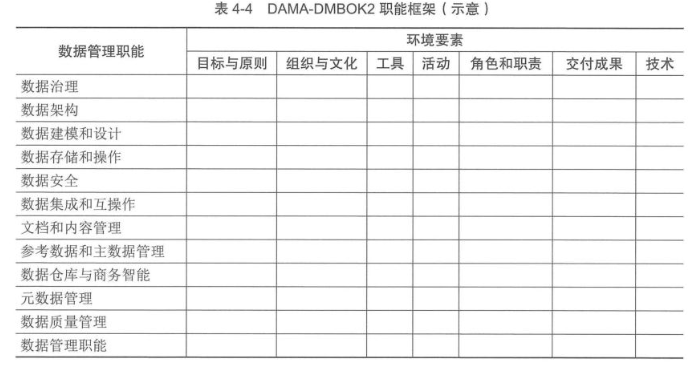 表 4-4 DAMA-DMBOK2 职能框架（示意）
数据管理职能 环境要素
目标与原则 组织与文化 工具 活动 角色和职责 交付成果 技术
数据治理
数据架构
数据建模和设计
数据存储和操作
数据安全
数据集成和互操作
文档和内容管理
参考数据和主数据管理
数据仓库与商务智能
元数据管理
数据质量管理
数据管理职能